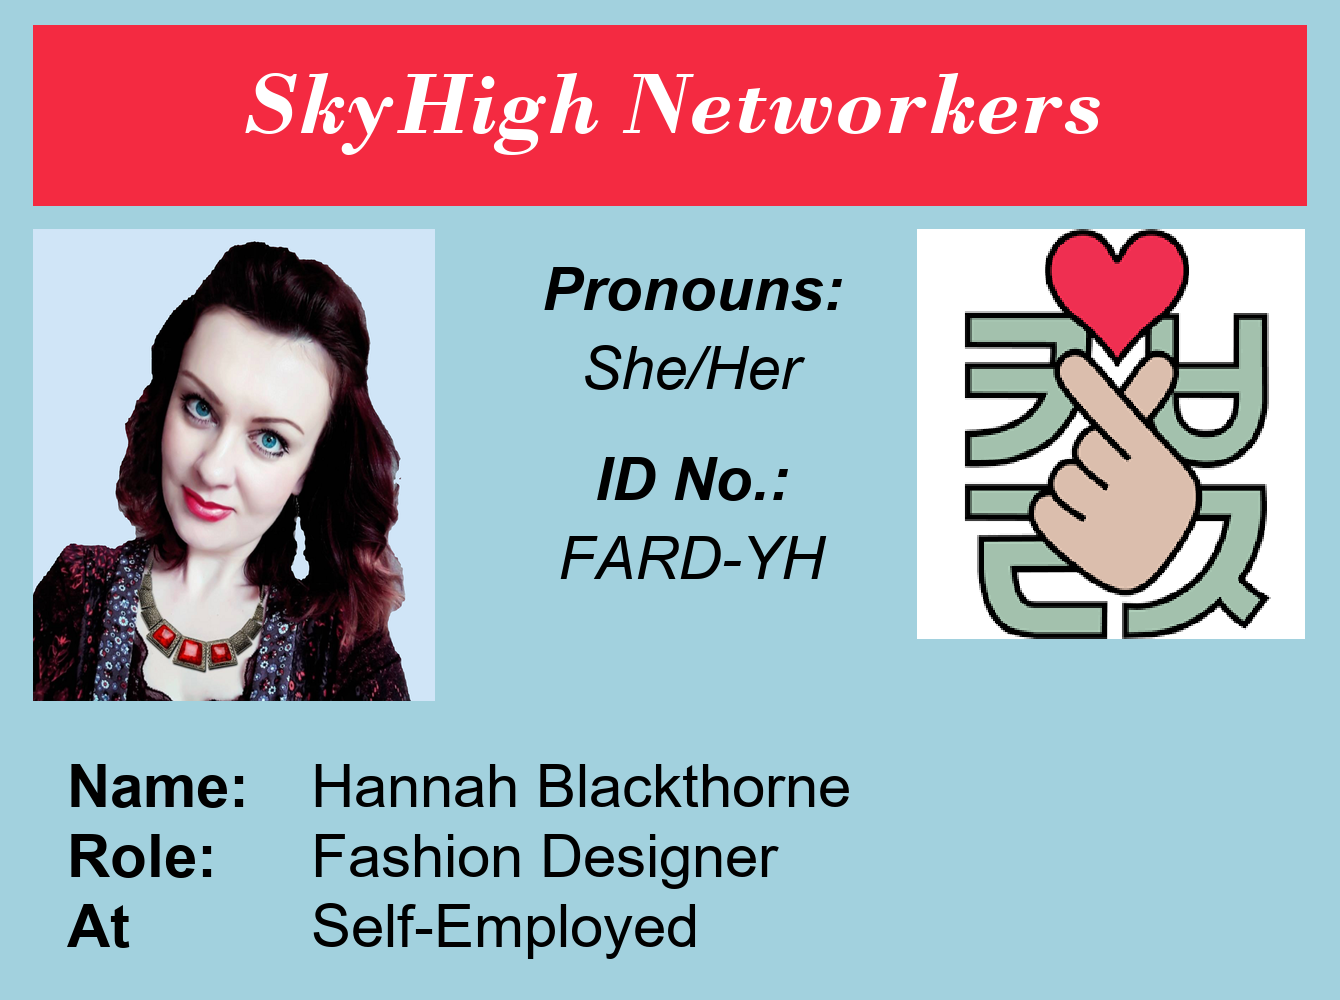 SkyHigh Networkers
Pronouns:
She/Her
ID No.:
FARD-YH
Name: Hannah Blackthorne
Role: Fashion Designer
At Self-Employed